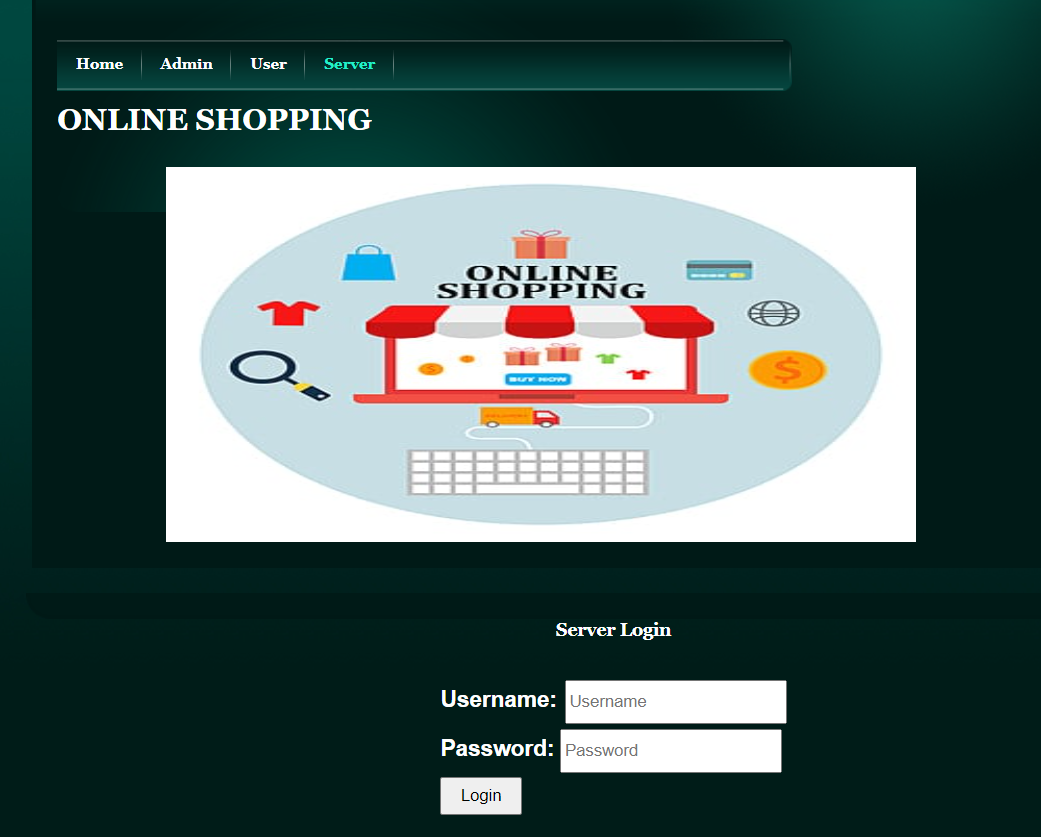 Home Admin User Server
ONLINE SHOPPING
ONLINE
SHOPPING
$
BUY NOW
Server Login
Username: Username
Password: Password
Login